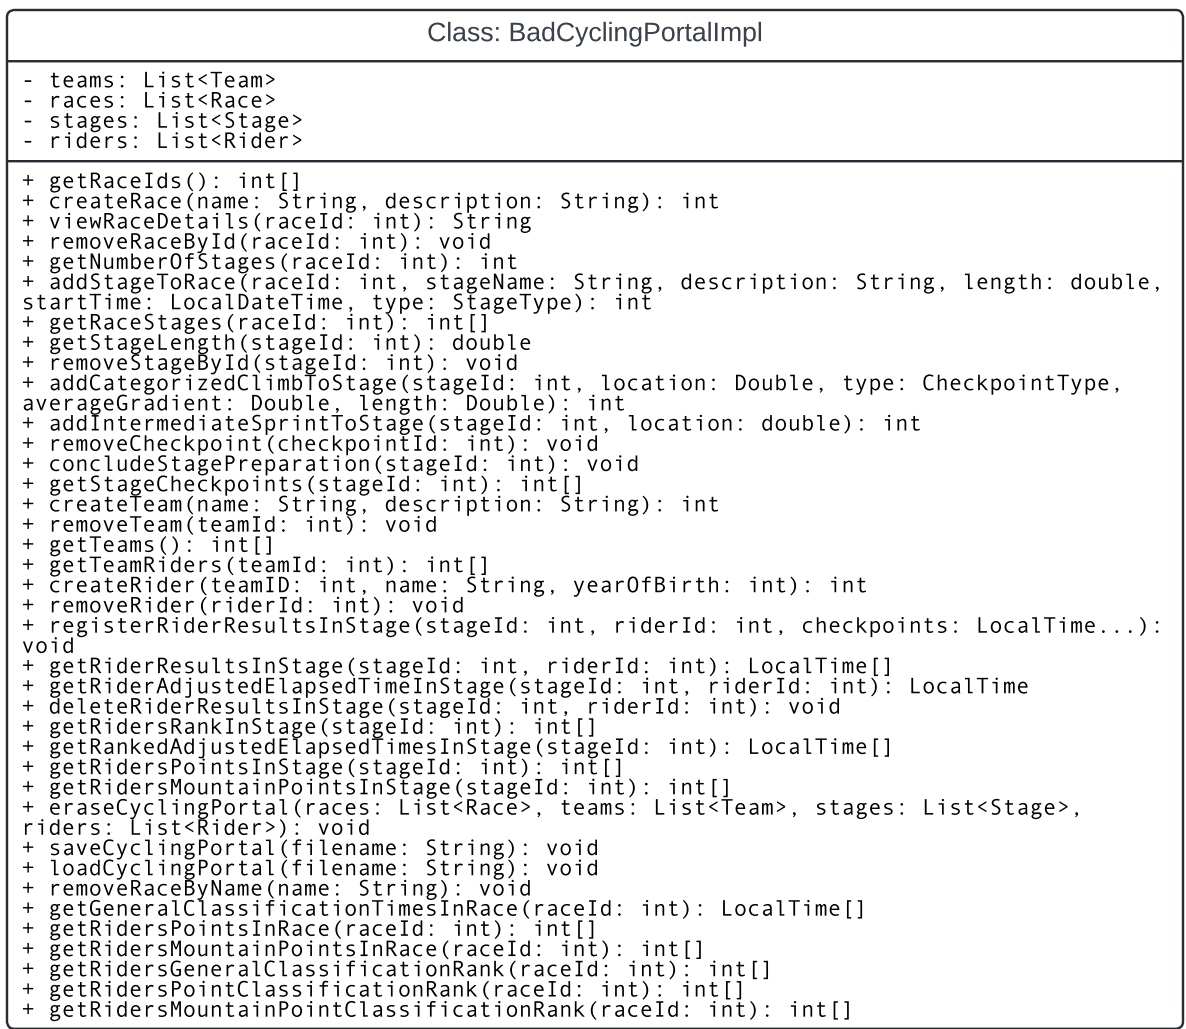 Class: BadCyclingPortalImpl
- teams: List<Team>
- races: List<Race>
- stages: List<Stage>
- riders: List<Rider>
+ getRaceIds(): int[]
+ createRace(name: String, description: String): int
+ viewRaceDetails(raceId: int): String
+ removeRaceById(raceId: int): void
+ getNumberOfStages(raceId: int): int
+ addStageToRace(raceId: int, stageName: String, description: String, length: double,
startTime: LocalDateTime, type: StageType): int
+ getRaceStages(raceId: int): int[]
+ getStageLength(stageId: int): double
+ removeStageById(stageId: int): void
+ addCategorizedClimbToStage(stageId: int, location: Double, type: CheckpointType,
averageGradient: Double, length: Double): int
+ addIntermediateSprintToStage(stageId: int, location: double): int
+ removeCheckpoint(checkpointId: int): void
+ concludeStagePreparation(stageId: int): void
+ getStageCheckpoints(stageId: int): int[]
+ createTeam(name: String, description: String): int
+ removeTeam(teamId: int): void
+ getTeams(): int[]
+ getTeamRiders(teamId: int): int[]
+ createRider(teamID: int, name: String, yearOfBirth: int): int
+ removeRider(riderId: int): void
+ registerRiderResultsInStage(stageId: int, riderId: int, checkpoints: LocalTime...):
void
+ getRiderResultsInStage(stageId: int, riderId: int): LocalTime[]
+ getRiderAdjustedElapsedTimeInStage(stageId: int, riderId: int): LocalTime
+ deleteRiderResultsInStage(stageId: int, riderId: int): void
+ getRidersRankInStage(stageId: int): int[]
+ getRankedAdjustedElapsedTimesInStage(stageId: int): LocalTime[]
+ getRidersPointsInStage(stageId: int): int[]
+ getRidersMountainPointsInStage(stageId: int): int[]
+ eraseCyclingPortal(races: List<Race>, teams: List<Team>, stages: List<Stage>,
riders: List<Rider>): void
+ saveCyclingPortal(filename: String): void
+ loadCyclingPortal(filename: String): void
+ removeRaceByName(name: String): void
+ getGeneralClassificationTimesInRace(raceId: int): LocalTime[]
+ getRidersPointsInRace(raceId: int): int[]
+ getRidersMountainPointsInRace(raceId: int): int[]
+ getRidersGeneralClassificationRank(raceId: int): int[]
+ getRidersPointClassificationRank(raceId: int): int[]
+ getRidersMountainPointClassificationRank(raceId: int): int[]